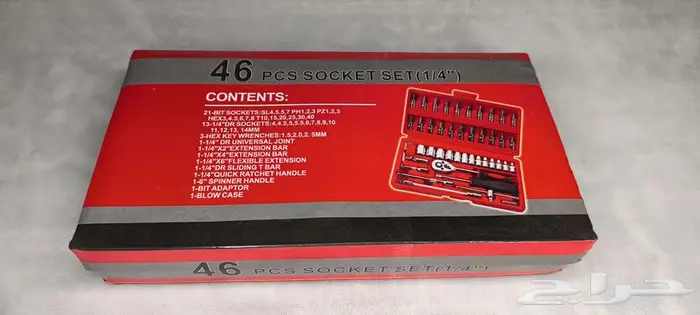 46 PCS SOCKET SET(1/4")
CONTENTS:
21-BIT SOCKETS:SL4,5.5,7 PH1,2,3 PZ1,2,3
HEX3,4,5,6,7,8 T10,15,20,25,30,40
13-1/4"DR SOCKETS:4,4.5,5,5.5,6,7,8,9,10
11,12,13, 14MM
3-HEX KEY WRENCHES:1.5,2.0,2. 5MM
1-1/4" DR UNIVERSAL JOINT
1-1/4"X2"EXTENSION BAR
1-1/4"X4"EXTENSION BAR
1-1/4"X6"FLEXIBLE EXTENSION
1-1/4"DR SLIDING T BAR
1-1/4"QUICK RATCHET HANDLE
1-6" SPINNER HANDLE
1-BIT ADAPTOR
1-BLOW CASE
46 PCS SOCKET SET(1/4")
حراج